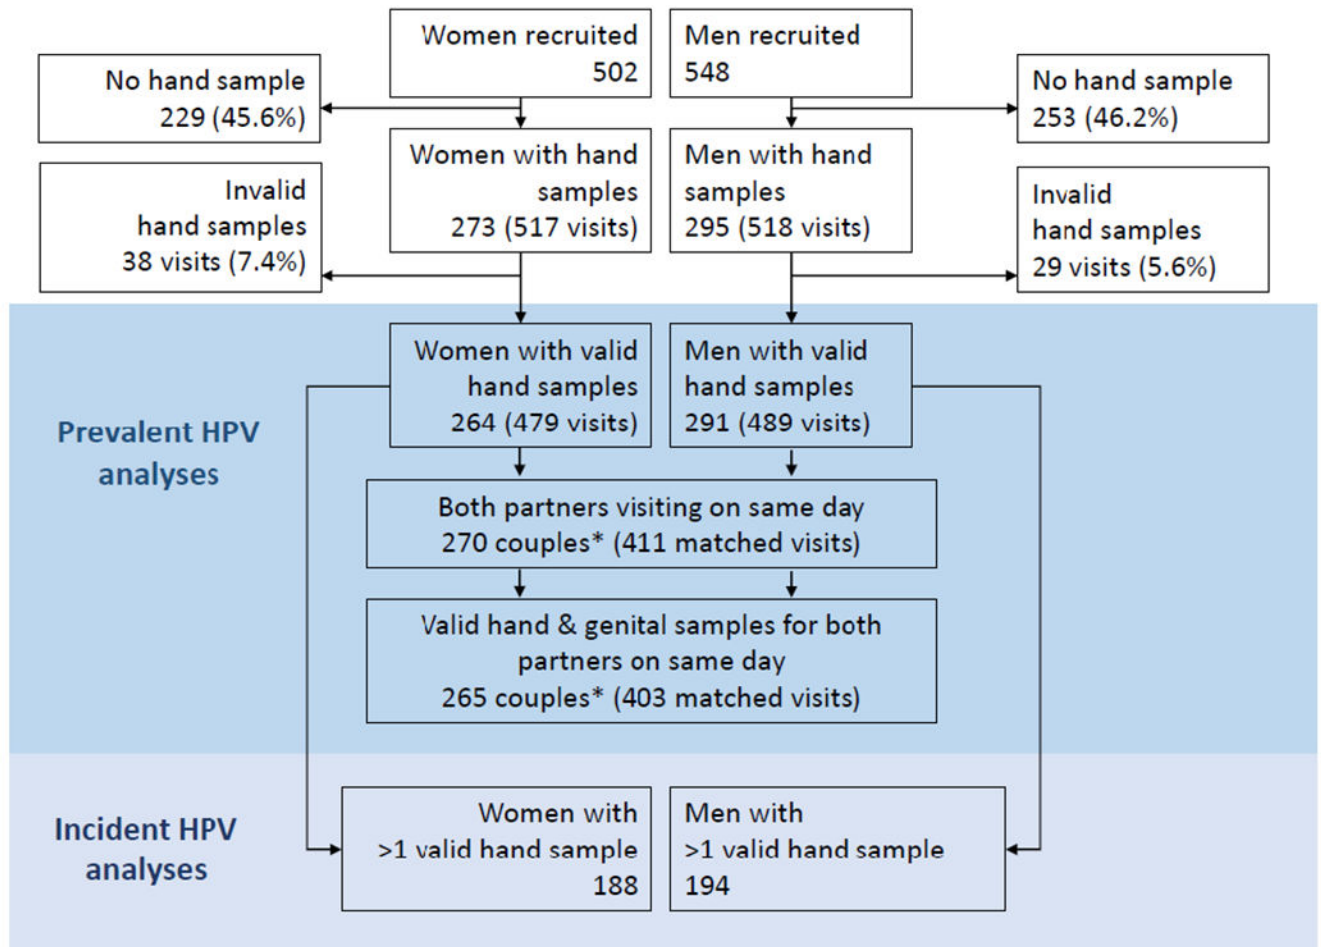 Women recruited
502
Men recruited
548
No hand sample
229 (45.6%)
No hand sample
253 (46.2%)
Women with hand
samples
273 (517 visits)
Men with hand
samples
295 (518 visits)
Invalid
hand samples
38 visits (7.4%)
Invalid
hand samples
29 visits (5.6%)
Prevalent HPV
analyses
Women with valid
hand samples
264 (479 visits)
Men with valid
hand samples
291 (489 visits)
Both partners visiting on same day
270 couples* (411 matched visits)
Valid hand & genital samples for both
partners on same day
265 couples* (403 matched visits)
Incident HPV
analyses
Women with
>1 valid hand sample
188
Men with
>1 valid hand sample
194